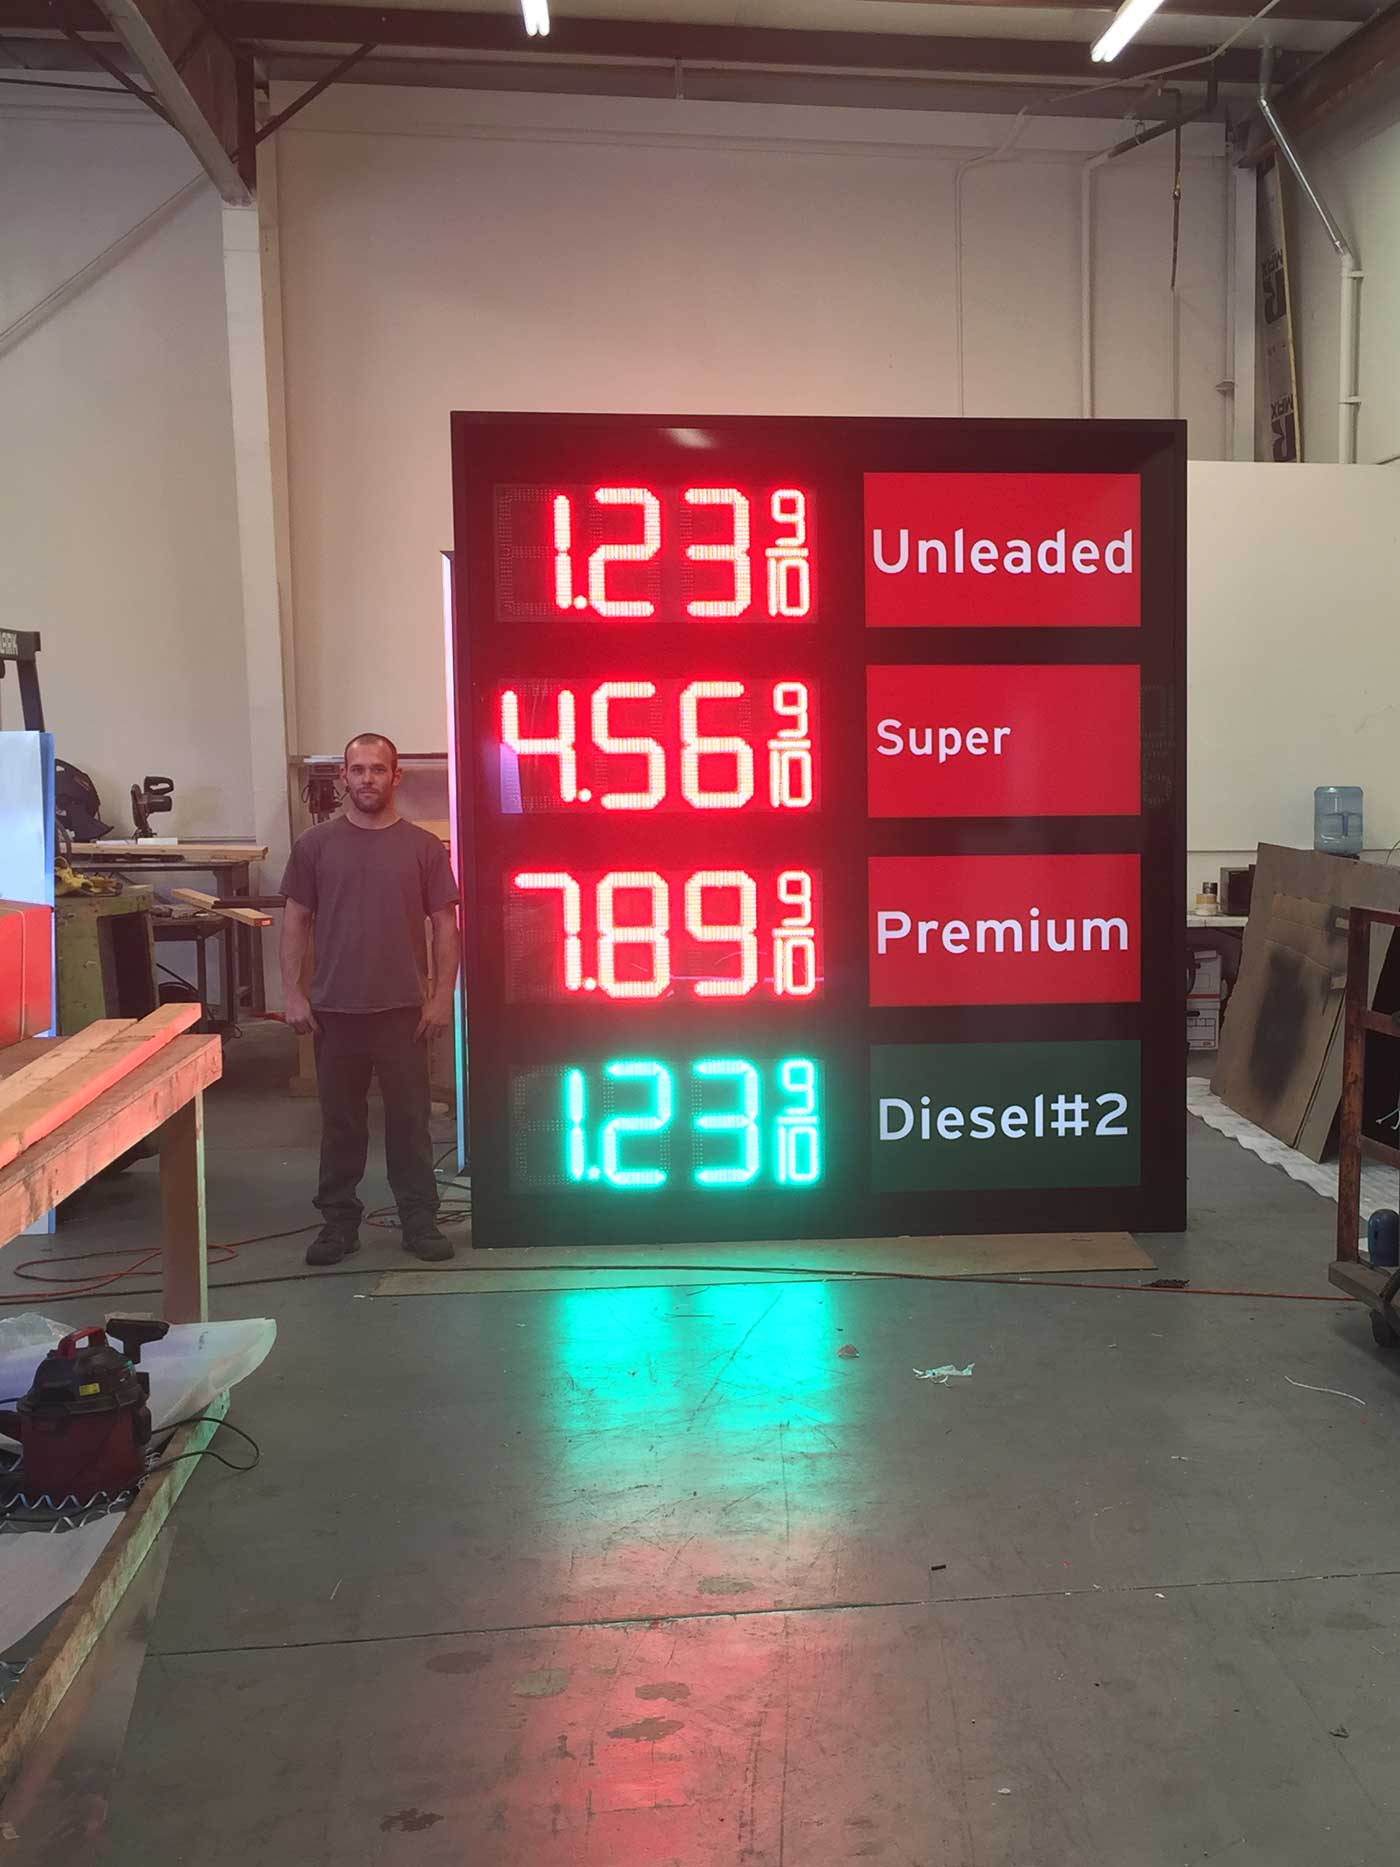 1.23 9/10 Unleaded
4.56 9/10 Super
7.89 9/10 Premium
1.23 9/10 Diesel#2